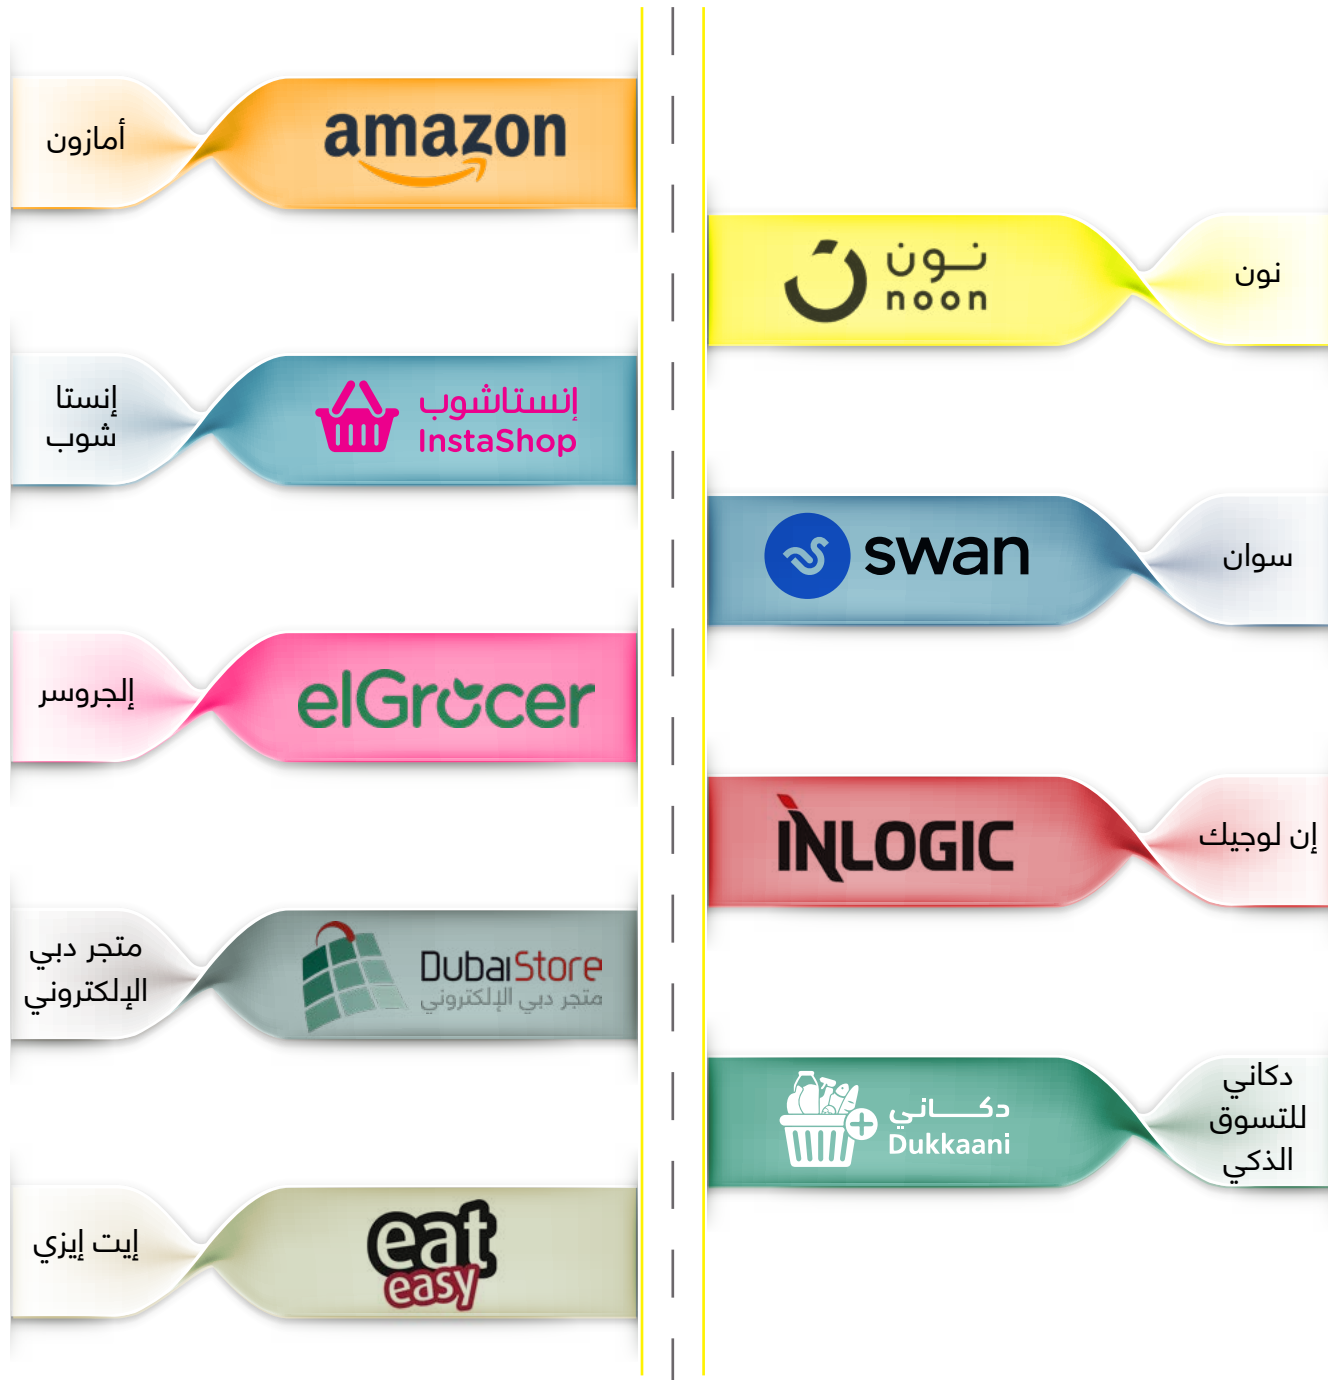 أمازون
amazon
نـون
noon
نون
إنستا
شوب
إنستاشوب
InstaShop
swan
سوان
إلجروسر
elGrocer
INLOGIC
إن لوجيك
متجر دبي
الإلكتروني
DubaiStore
متجر دبي الإلكتروني
دكـــاني
Dukkaani
دكاني
للتسوق
الذكي
إيت إيزي
eat
easy